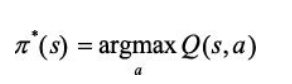 π*(s) = argmax Q(s,a)
a